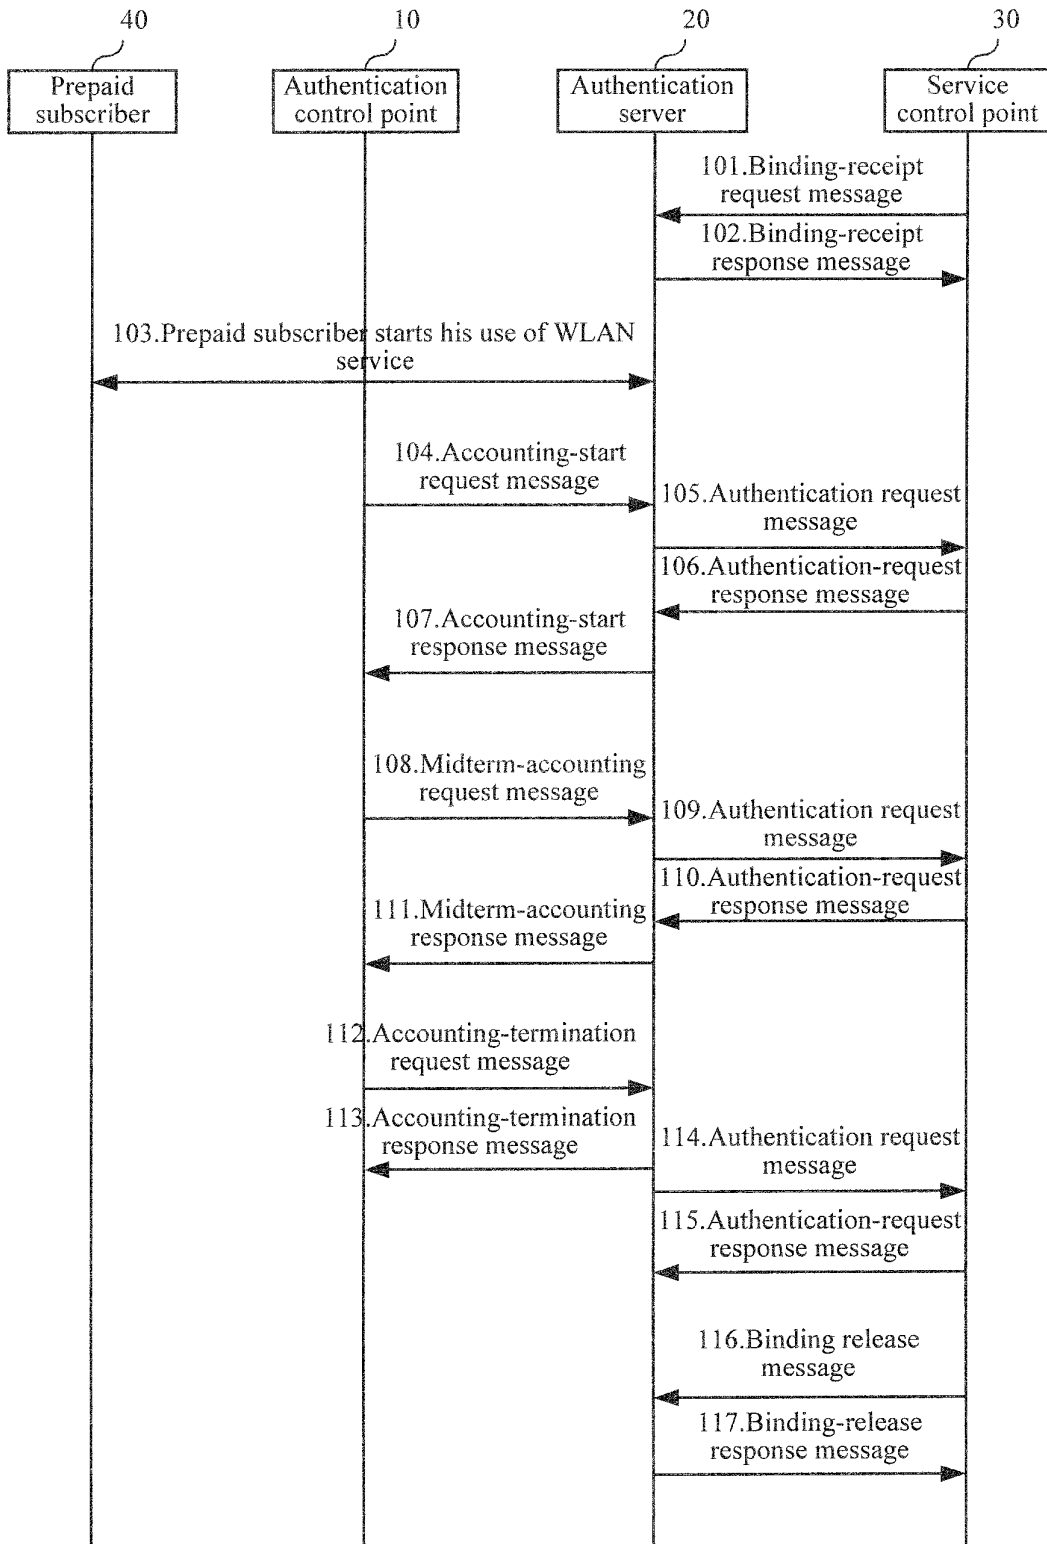 40
10
20
30
Prepaid
subscriber
Authentication
control point
Authentication
server
Service
control point
101.Binding-receipt
request message
102.Binding-receipt
response message
103.Prepaid subscriber starts his use of WLAN
service
104.Accounting-start
request message
105.Authentication request
message
106.Authentication-request
response message
107.Accounting-start
response message
108.Midterm-accounting
request message
109.Authentication request
message
110.Authentication-request
response message
111.Midterm-accounting
response message
112.Accounting-termination
request message
113.Accounting-termination
response message
114.Authentication request
message
115.Authentication-request
response message
116.Binding release
message
117.Binding-release
response message